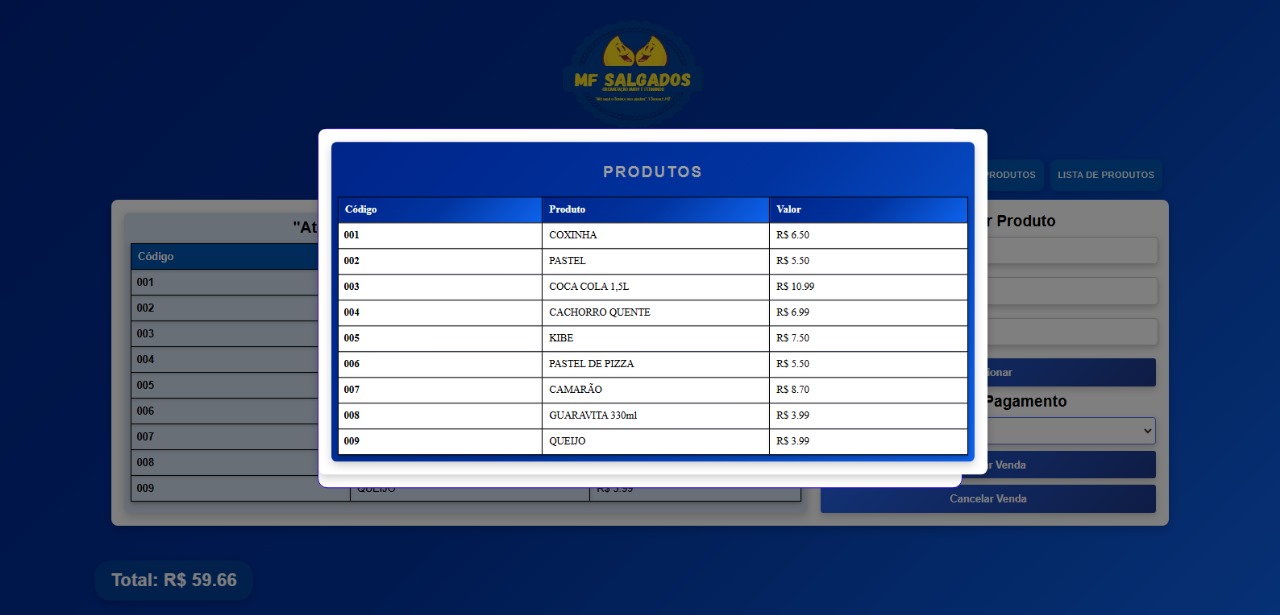 MF SALGADOS
PRODUTOS
PRODUTOS
LISTA DE PRODUTOS
Código Produto Valor
001 COXINHA R$ 6.50
002 PASTEL R$ 5.50
003 COCA COLA 1,5L R$ 10.99
004 CACHORRO QUENTE R$ 6.99
005 KIBE R$ 7.50
006 PASTEL DE PIZZA R$ 5.50
007 CAMARÃO R$ 8.70
008 GUARAVITA 330ml R$ 3.99
009 QUEIJO R$ 3.99
"At
Código
001
002
003
004
005
006
007
008
009 QUEIJO R$ 3.99
r Produto
ionar
Pagamento
r Venda
Cancelar Venda
Total: R$ 59.66